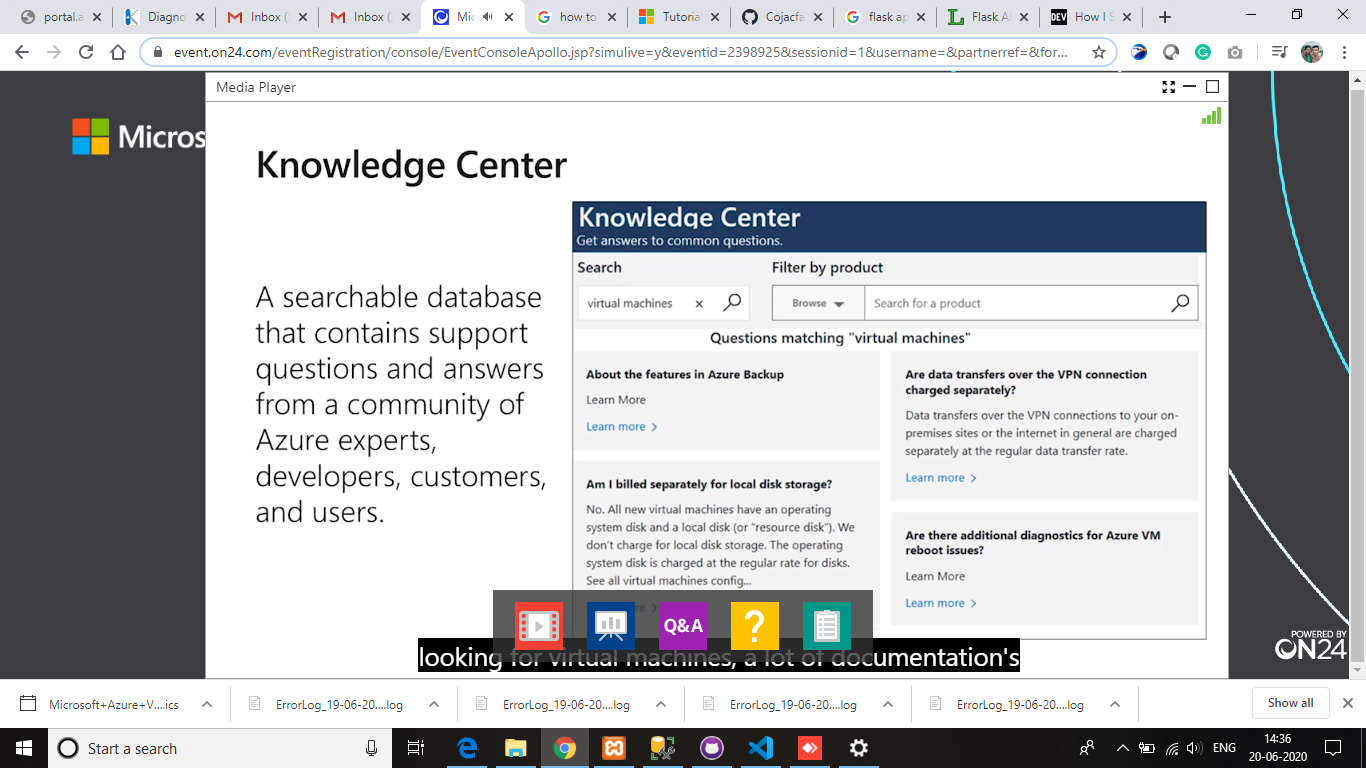 portal.a
Diagno
Inbox (
Inbox (
Mic
how to
Tutoria
Cojacfa
flask ap
Flask A
DEV
How I S
event.on24.com/eventRegistration/console/EventConsoleApollo.jsp?simulive=y&eventid=2398925&sessionid=1&username=&partnerref=&for...
Media Player
Micros
Knowledge Center
A searchable database
that contains support
questions and answers
from a community of
Azure experts,
developers, customers,
and users.
Knowledge Center
Get answers to common questions.
Search
Filter by product
virtual machines
Browse
Search for a product
Questions matching "virtual machines"
About the features in Azure Backup
Learn More
Learn more >
Am I billed separately for local disk storage?
No. All new virtual machines have an operating
system disk and a local disk (or "resource disk"). We
don't charge for local disk storage. The operating
system disk is charged at the regular rate for disks.
See all virtual machines config...
Are data transfers over the VPN connection
charged separately?
Data transfers over the VPN connections to your on-
premises sites or the internet in general are charged
separately at the regular data transfer rate.
Learn more >
Are there additional diagnostics for Azure VM
reboot issues?
Learn More
Learn more >
Q&A
?
looking for virtual machines, a lot of documentation's
POWERED BY
ON24
Microsoft+Azure+V....ics
ErrorLog_19-06-20....log
ErrorLog_19-06-20....log
ErrorLog_19-06-20....log
ErrorLog_19-06-20....log
Show all
Start a search
ENG
14:36
20-06-2020